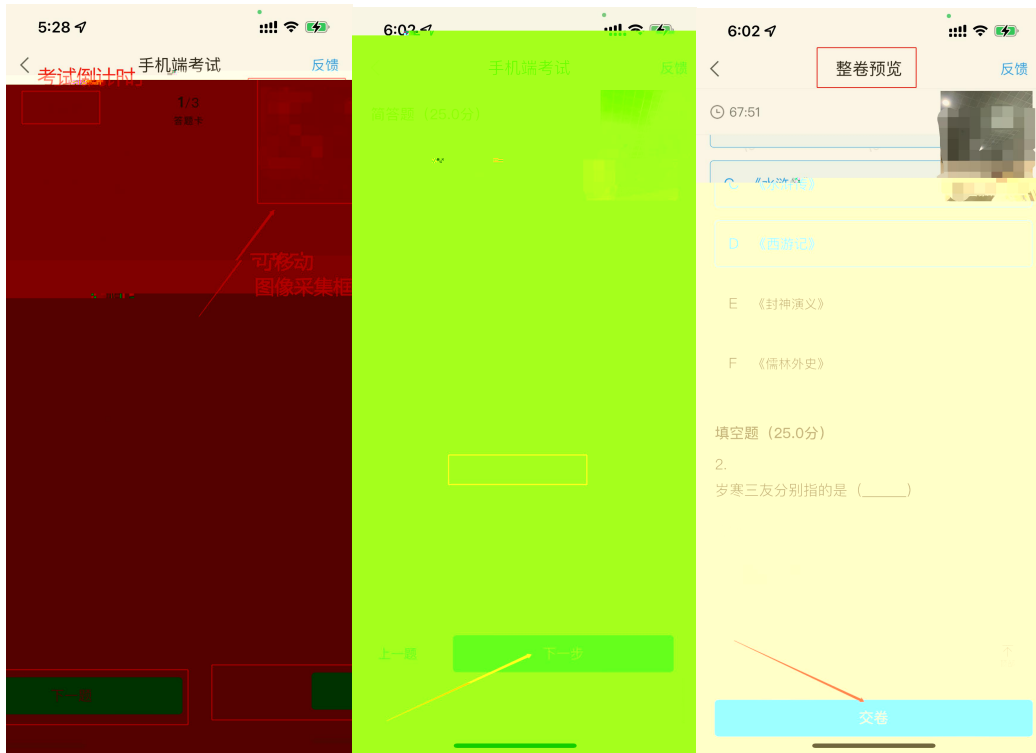 5:28
手机端考试
反馈
考试倒计时
1/3
答题卡
可移动
图像采集框
下一题
6:02
手机端考试
反馈
填空题（25.0分）
上一题
下一步
6:02
整卷预览
反馈
67:51
C 《水浒传》
D 《西游记》
E 《封神演义》
F 《儒林外史》
填空题（25.0分）
2.
岁寒三友分别指的是（______）
交卷